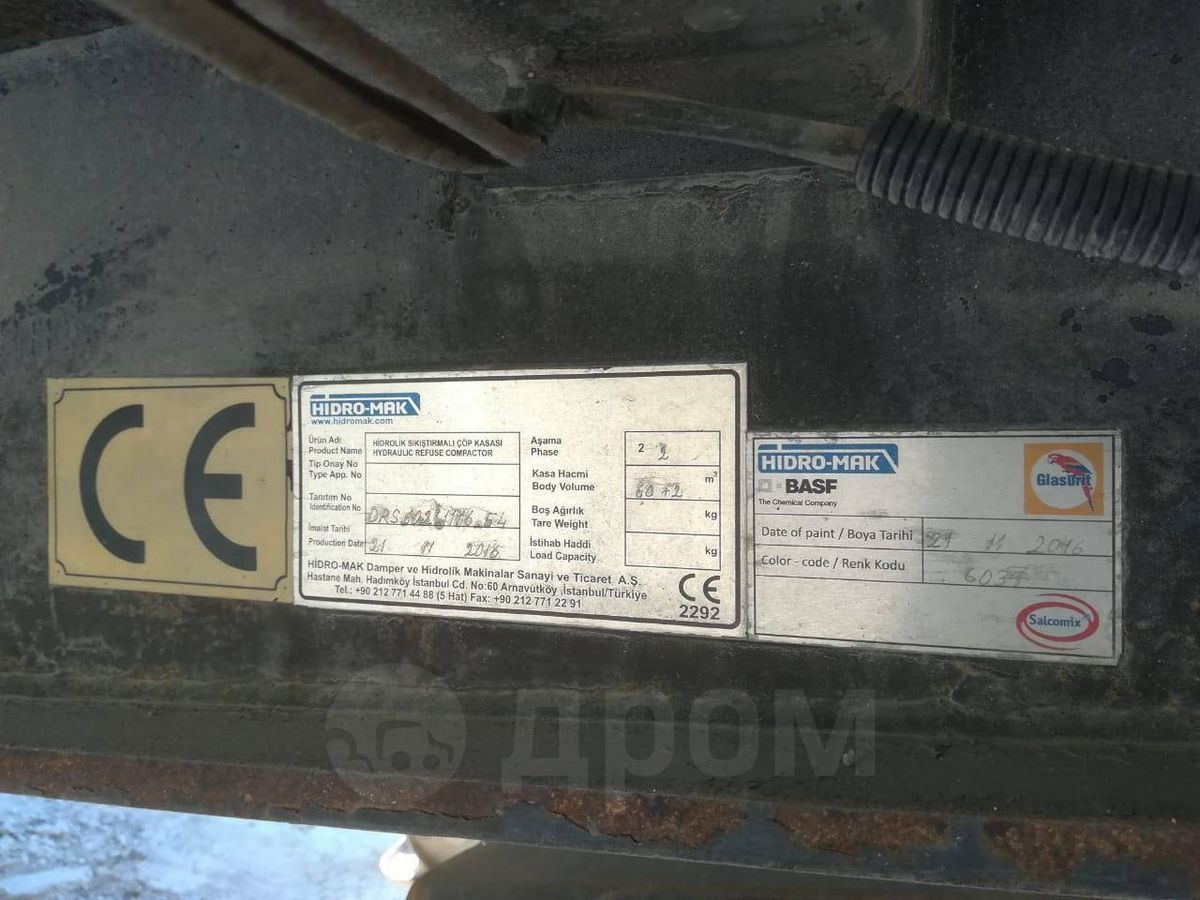 CE
HİDRO-MAK
www.hidromak.com
Ürün Adı
Product Name
HİDROLİK SIKIŞTIRMALI ÇÖP KASASI
HYDRAULIC REFUSE COMPACTOR
Tip Onay No
Type App. No
Tanıtım No
Identification No
İmalat Tarihi
Production Date
21. 11 2016
Aşama
Phase
2 2
Kasa Hacmi
Body Volume
m³
Boş Ağırlık
Tare Weight
kg
İstihab Haddi
Load Capacity
kg
HİDRO-MAK Damper ve Hidrolik Makinalar Sanayi ve Ticaret A.Ş.
Hastane Mah. Hadımköy İstanbul Cd. No:60 Arnavutköy İstanbul/Türkiye
Tel.: +90 212 771 44 88 (5 Hat) Fax: +90 212 771 22 91
CE
2292
HİDRO-MAK
BASF
The Chemical Company
Glasurit
Date of paint / Boya Tarihi 21 11 2016
Color - code / Renk Kodu
Salcomix
дром